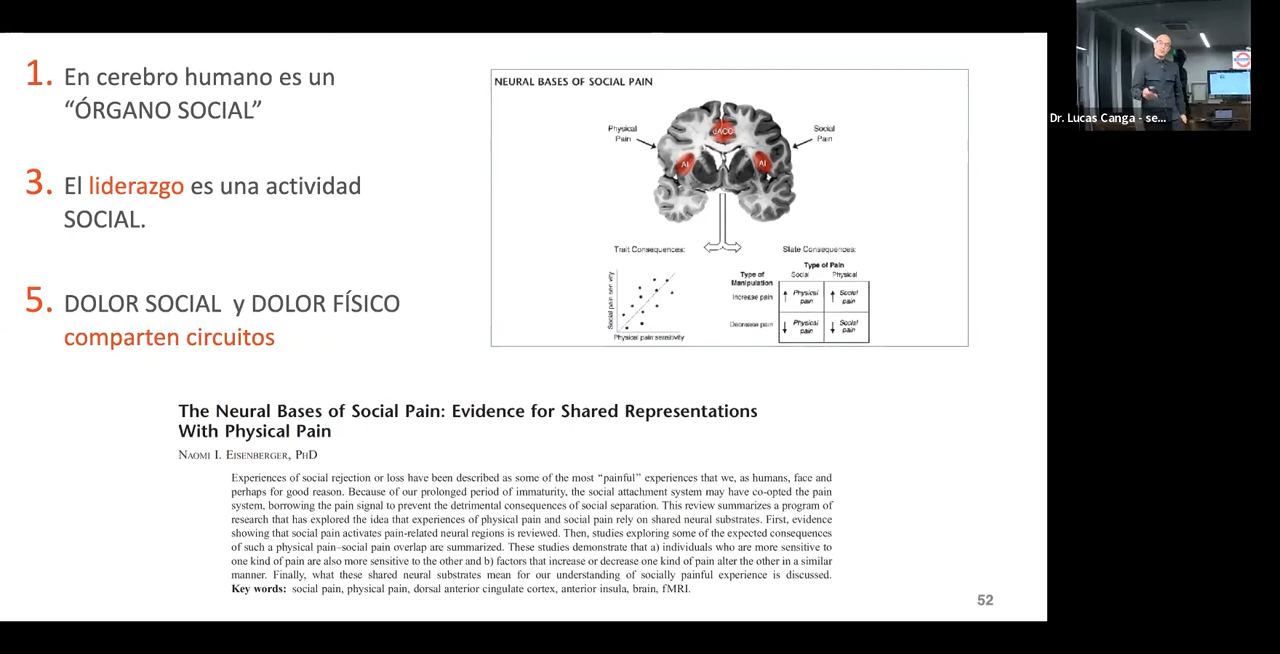 1. En cerebro humano es un
“ÓRGANO SOCIAL”
3. El liderazgo es una actividad
SOCIAL.
5. DOLOR SOCIAL y DOLOR FÍSICO
comparten circuitos
NEURAL BASES OF SOCIAL PAIN
Physical
Pain
Social
Pain
dACC
AI
AI
Trait Consequences:
State Consequences:
Social pain sensivity
Physical pain sensitivity
Type of Pain
Type of
Manipulation
Social
Physical
Increase pain
Physical
pain
Social
pain
Decrease pain
Physical
pain
Social
pain
The Neural Bases of Social Pain: Evidence for Shared Representations
With Physical Pain
NAOMI I. EISENBERGER, PHD
Experiences of social rejection or loss have been described as some of the most “painful” experiences that we, as humans, face and
perhaps for good reason. Because of our prolonged period of immaturity, the social attachment system may have co-opted the pain
system, borrowing the pain signal to prevent the detrimental consequences of social separation. This review summarizes a program of
research that has explored the idea that experiences of physical pain and social pain rely on shared neural substrates. First, evidence
showing that social pain activates pain-related neural regions is reviewed. Then, studies exploring some of the expected consequences
of such a physical pain–social pain overlap are summarized. These studies demonstrate that a) individuals who are more sensitive to
one kind of pain are also more sensitive to the other and b) factors that increase or decrease one kind of pain alter the other in a similar
manner. Finally, what these shared neural substrates mean for our understanding of socially painful experience is discussed.
Key words: social pain, physical pain, dorsal anterior cingulate cortex, anterior insula, brain, fMRI.
52
Dr. Lucas Canga - se...